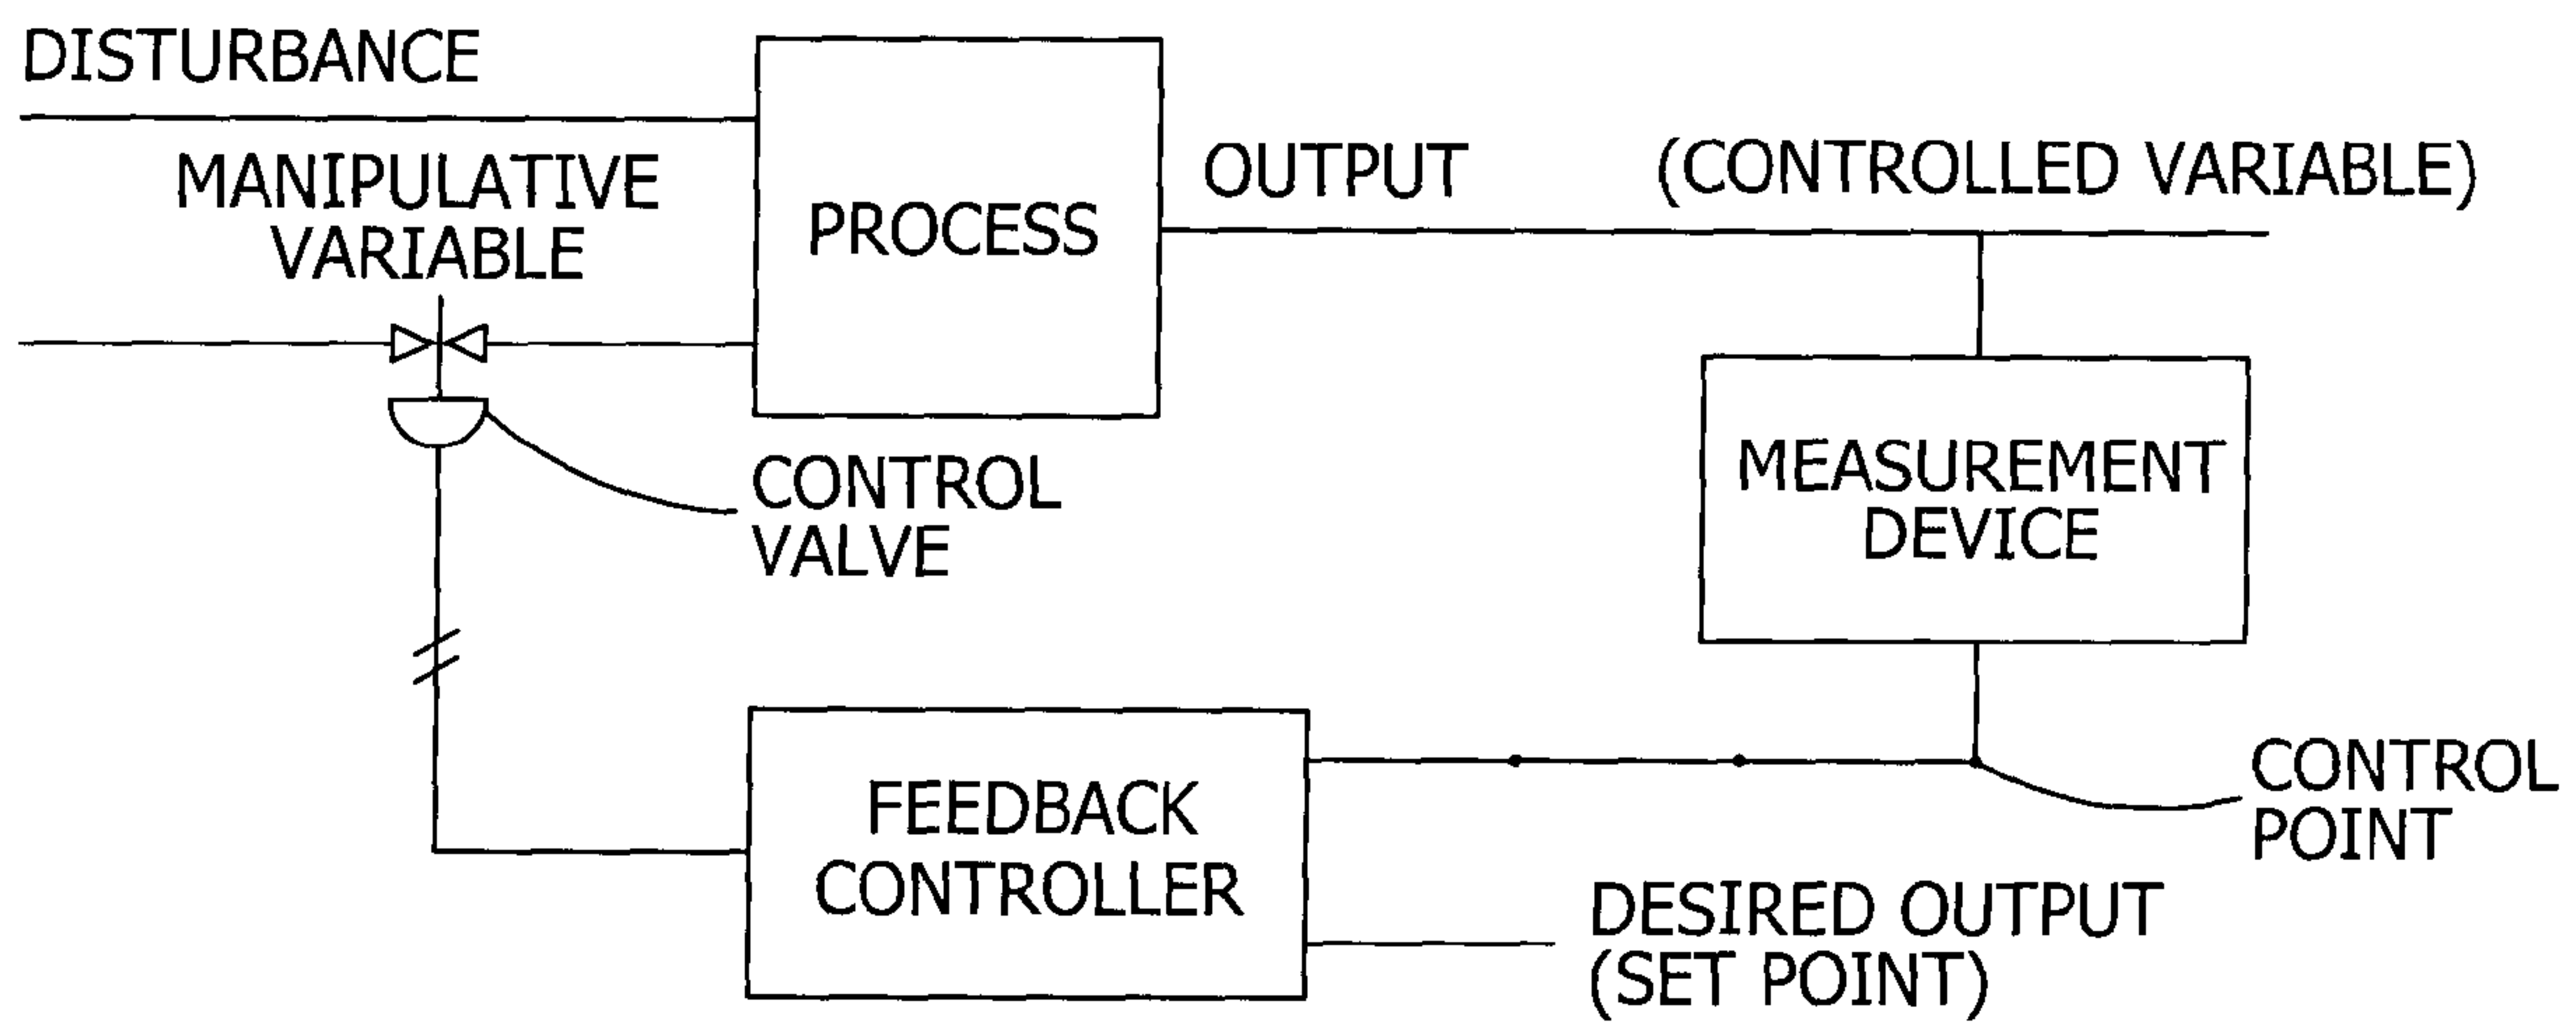 DISTURBANCE
MANIPULATIVE
VARIABLE
PROCESS
OUTPUT
(CONTROLLED VARIABLE)
CONTROL
VALVE
MEASUREMENT
DEVICE
FEEDBACK
CONTROLLER
CONTROL
POINT
DESIRED OUTPUT
(SET POINT)